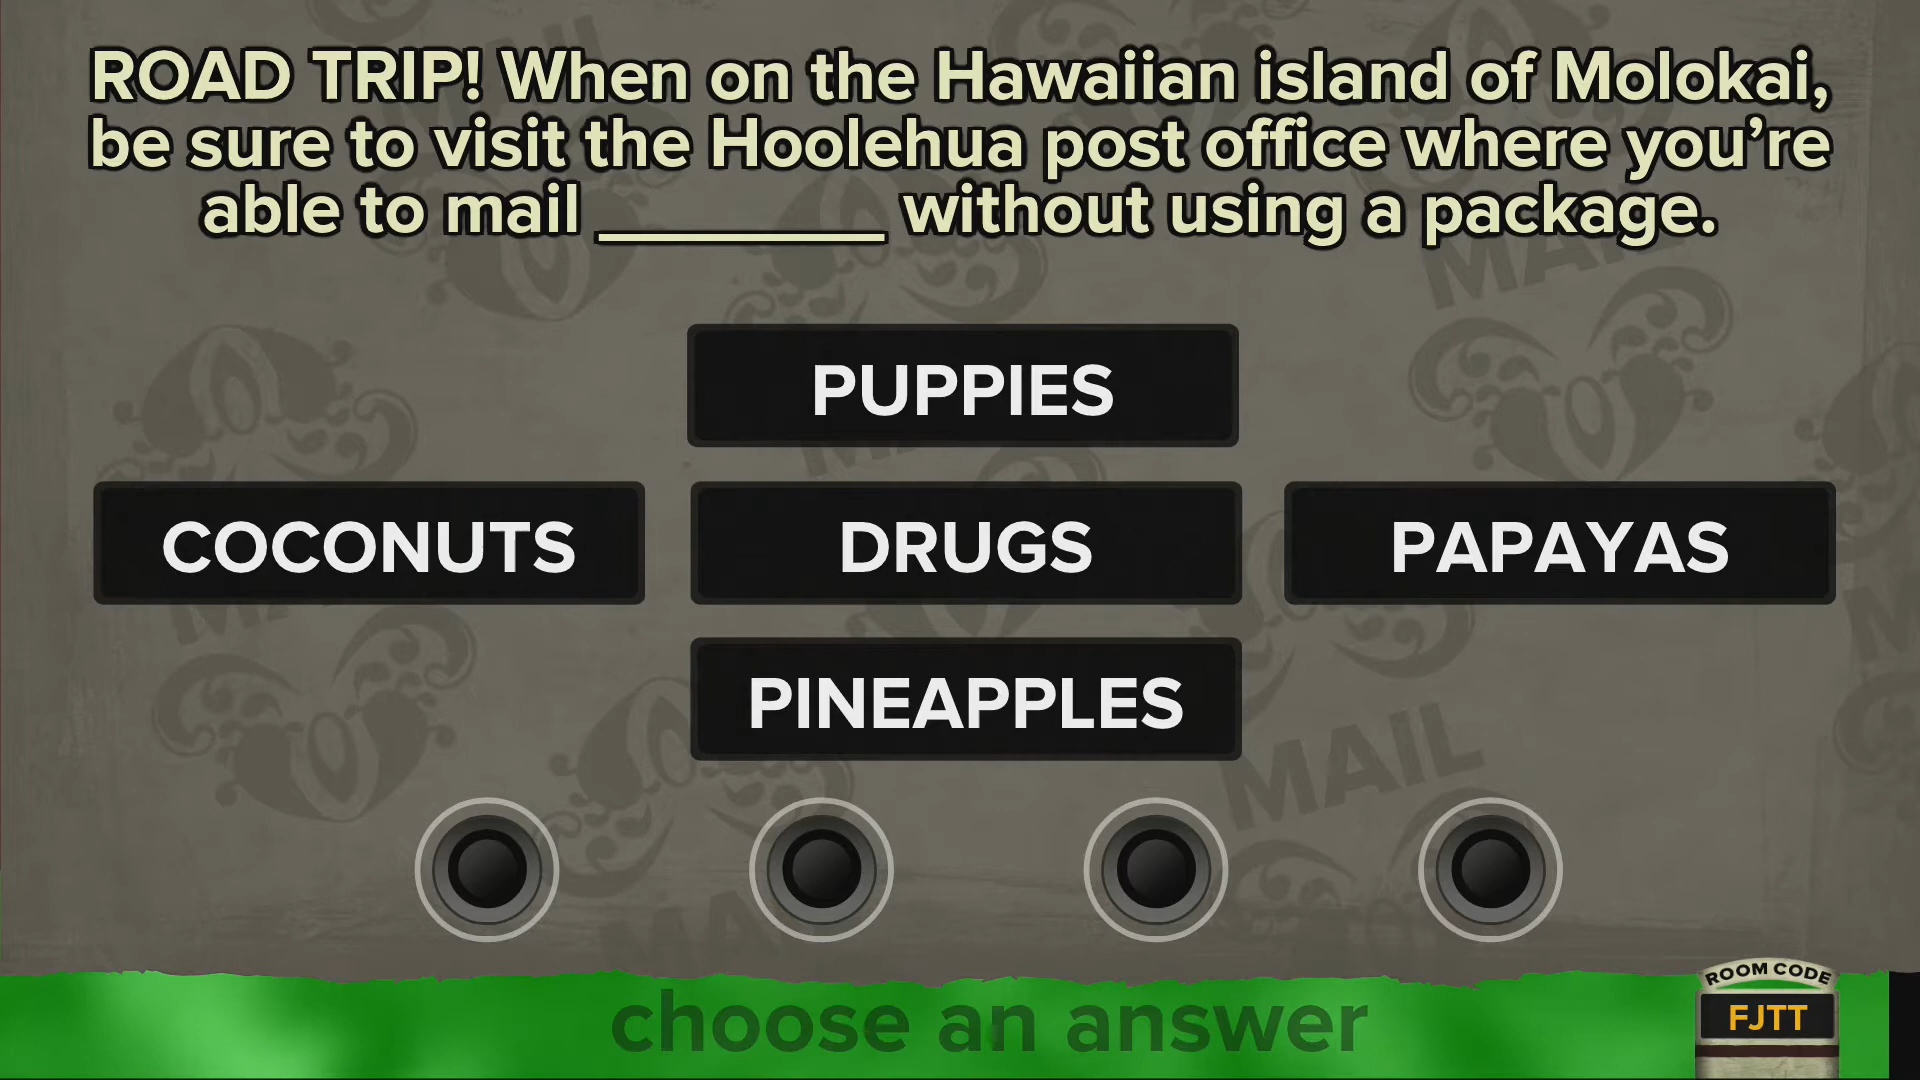 ROAD TRIP! When on the Hawaiian island of Molokai,
be sure to visit the Hoolehua post office where you’re
able to mail ________ without using a package.
PUPPIES
COCONUTS
DRUGS
PAPAYAS
PINEAPPLES
MAIL
choose an answer
ROOM CODE
FJTT